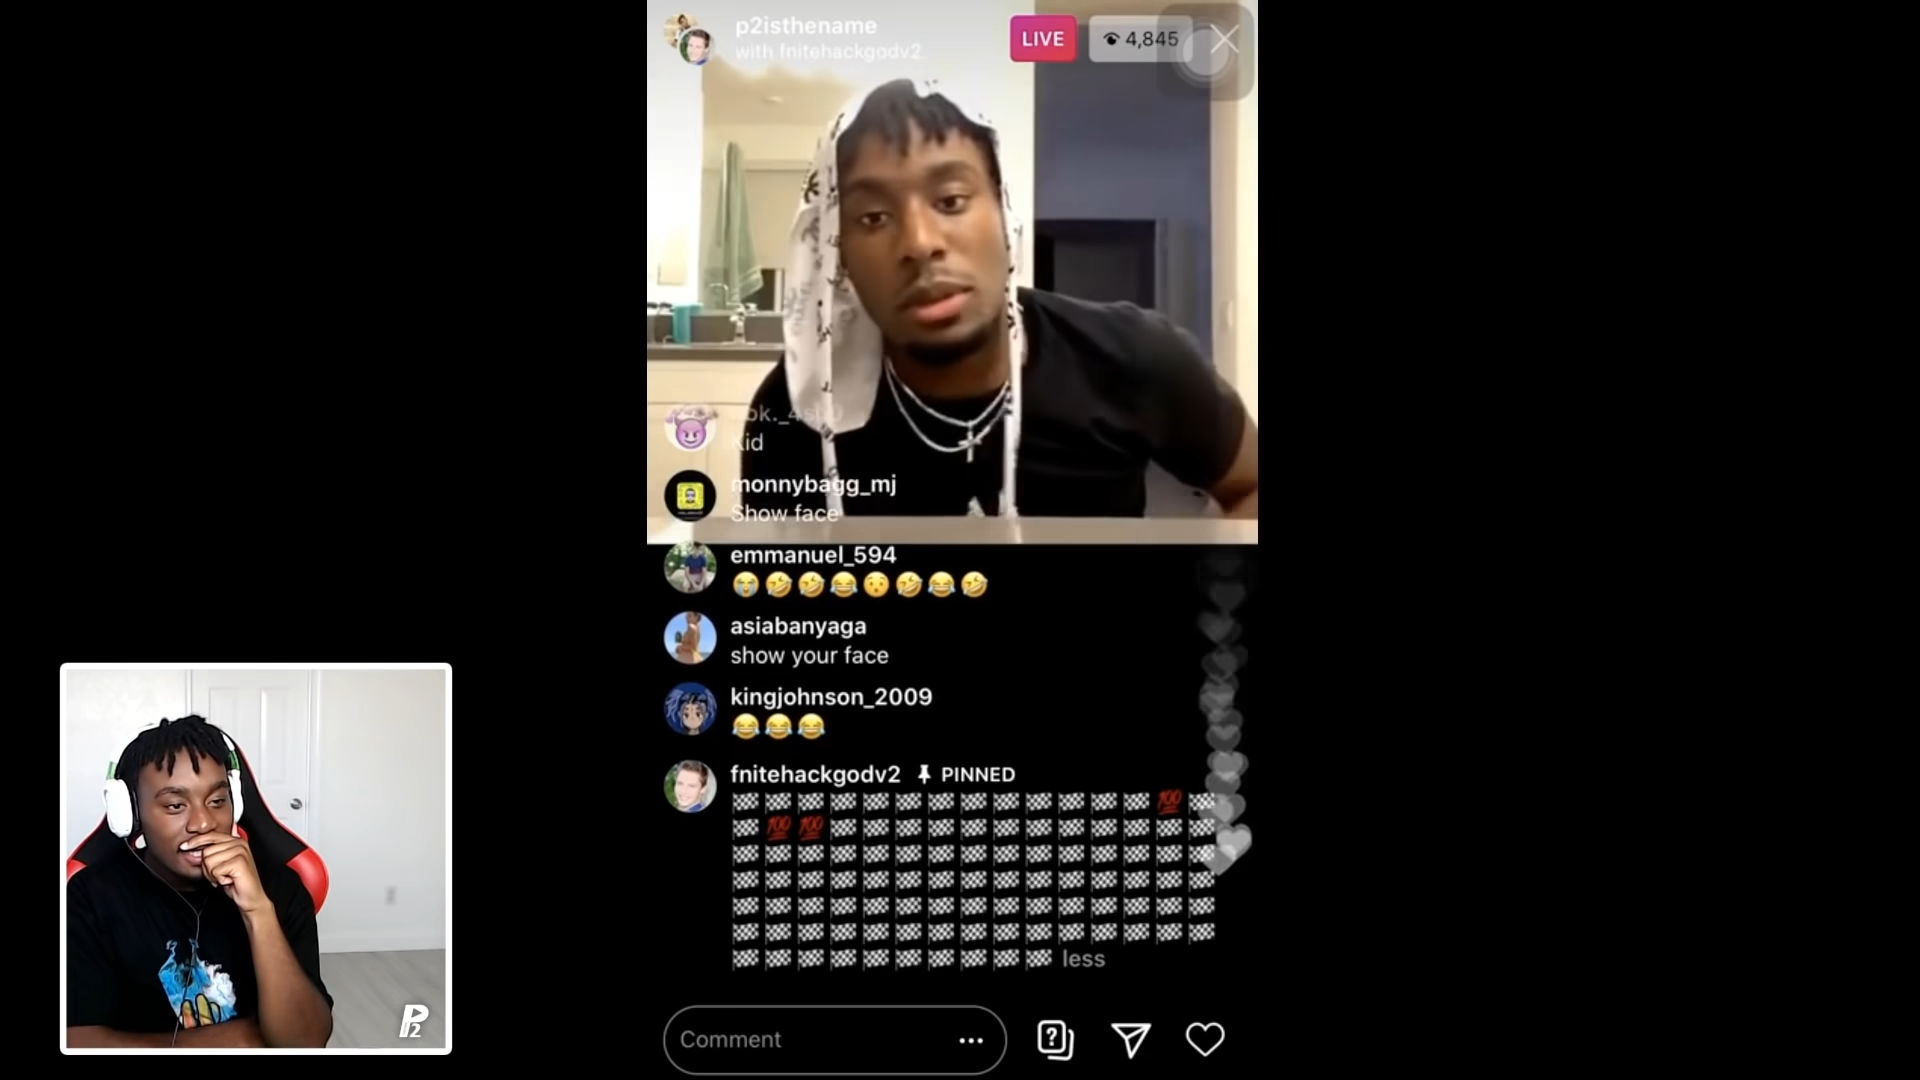 p2isthename
with fnitehackgodv2
LIVE
4,845
Kid
monnybagg_mj
Show face
emmanuel_594
😭🤣🤣😂😯🤣😂🤣
asiabanyaga
show your face
kingjohnson_2009
😂😂😂
fnitehackgodv2 PINNED
🏁🏁🏁🏁🏁🏁🏁🏁🏁🏁🏁🏁🏁💯🏁
🏁💯💯🏁🏁🏁🏁🏁🏁🏁🏁🏁🏁🏁🏁
🏁🏁🏁🏁🏁🏁🏁🏁🏁🏁🏁🏁🏁🏁🏁
🏁🏁🏁🏁🏁🏁🏁🏁🏁🏁🏁🏁🏁🏁🏁
🏁🏁🏁🏁🏁🏁🏁🏁🏁🏁🏁🏁🏁🏁🏁
🏁🏁🏁🏁🏁🏁🏁🏁🏁🏁🏁🏁🏁🏁🏁
🏁🏁🏁🏁🏁🏁🏁🏁🏁🏁 less
Comment
P2